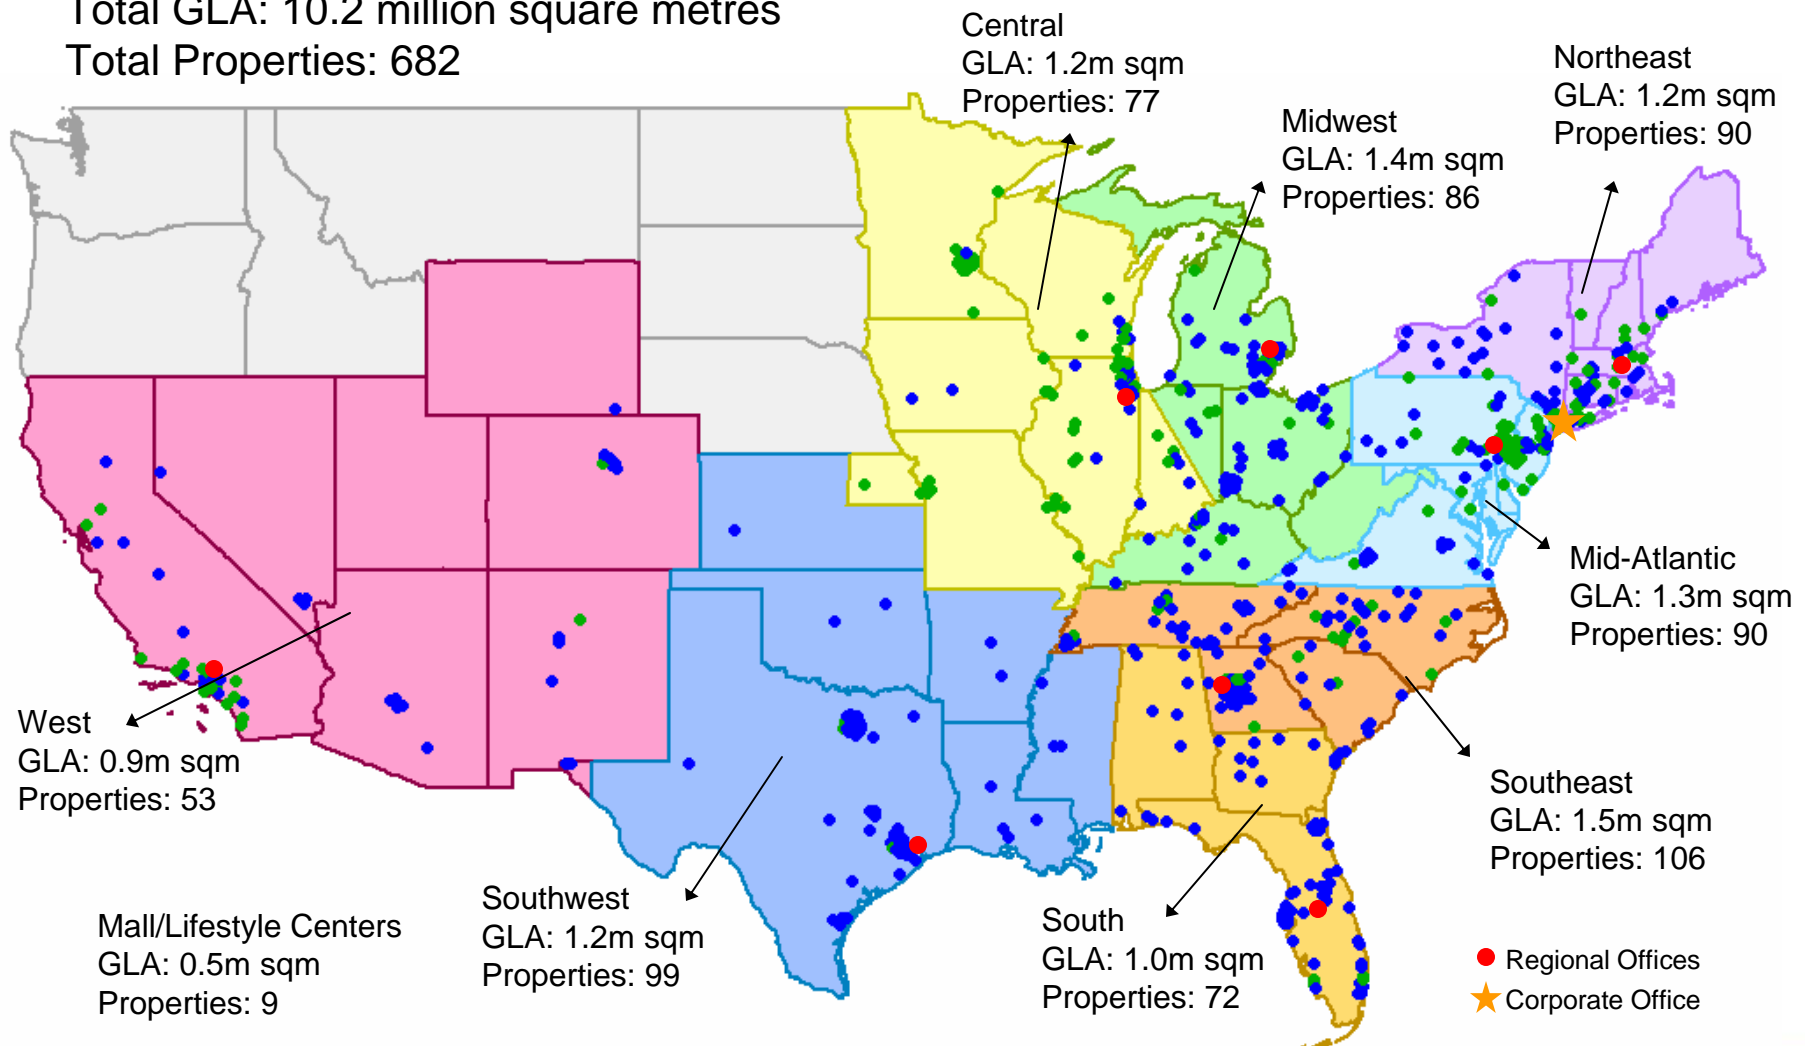 Total GLA: 10.2 million square metres
Total Properties: 682
Central
GLA: 1.2m sqm
Properties: 77
Northeast
GLA: 1.2m sqm
Properties: 90
Midwest
GLA: 1.4m sqm
Properties: 86
Mid-Atlantic
GLA: 1.3m sqm
Properties: 90
West
GLA: 0.9m sqm
Properties: 53
Southeast
GLA: 1.5m sqm
Properties: 106
Southwest
GLA: 1.2m sqm
Properties: 99
South
GLA: 1.0m sqm
Properties: 72
Mall/Lifestyle Centers
GLA: 0.5m sqm
Properties: 9
Regional Offices
Corporate Office